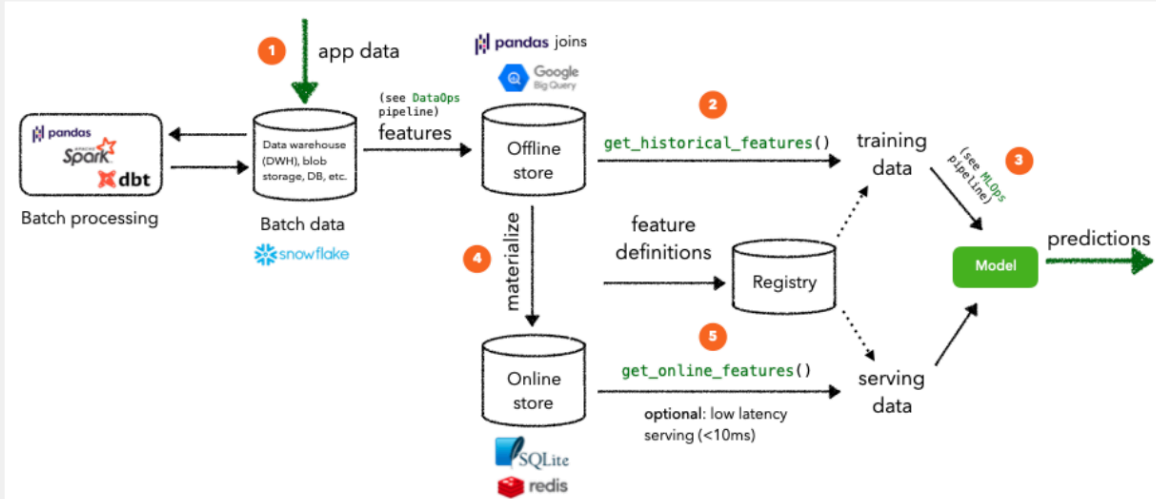 1
app data
pandas joins
Google
Big Query
2
(see DataOps
pipeline)
features
pandas
APACHE
Spark
dbt
Batch processing
Data warehouse
(DWH), blob
storage, DB, etc.
Batch data
snowflake
Offline
store
get_historical_features()
training
data
(see MLOps
pipeline)
3
4
materialize
feature
definitions
Registry
Model
predictions
5
Online
store
get_online_features()
optional: low latency
serving (<10ms)
serving
data
SQLite
redis